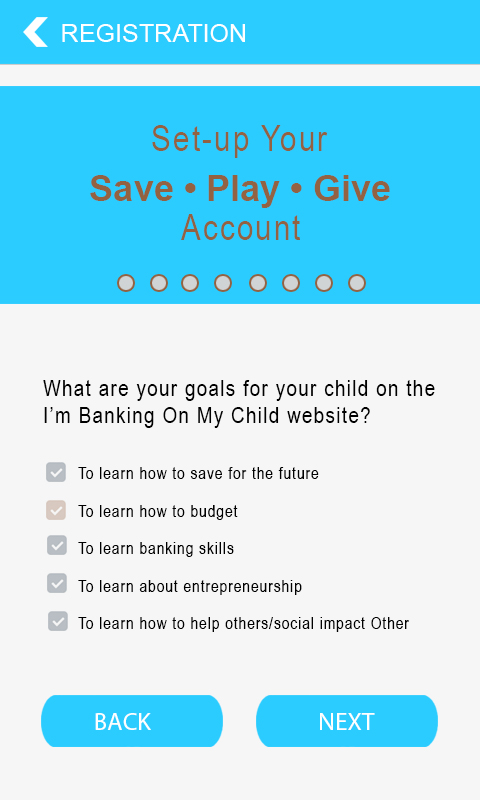 REGISTRATION
Set-up Your
Save • Play • Give
Account
What are your goals for your child on the
I'm Banking On My Child website?
To learn how to save for the future
To learn how to budget
To learn banking skills
To learn about entrepreneurship
To learn how to help others/social impact Other
BACK
NEXT